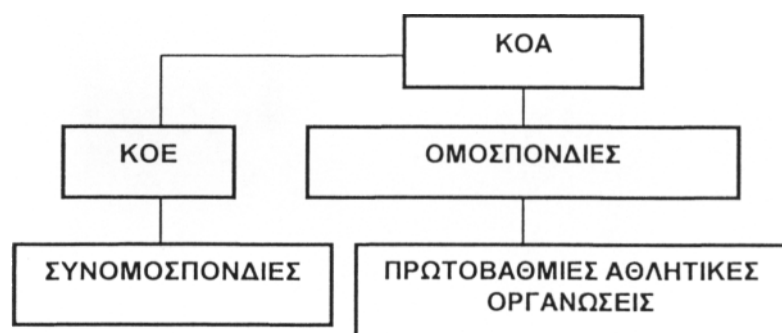 ΚΟΑ
ΚΟΕ
ΟΜΟΣΠΟΝΔΙΕΣ
ΣΥΝΟΜΟΣΠΟΝΔΙΕΣ
ΠΡΩΤΟΒΑΘΜΙΕΣ ΑΘΛΗΤΙΚΕΣ
ΟΡΓΑΝΩΣΕΙΣ